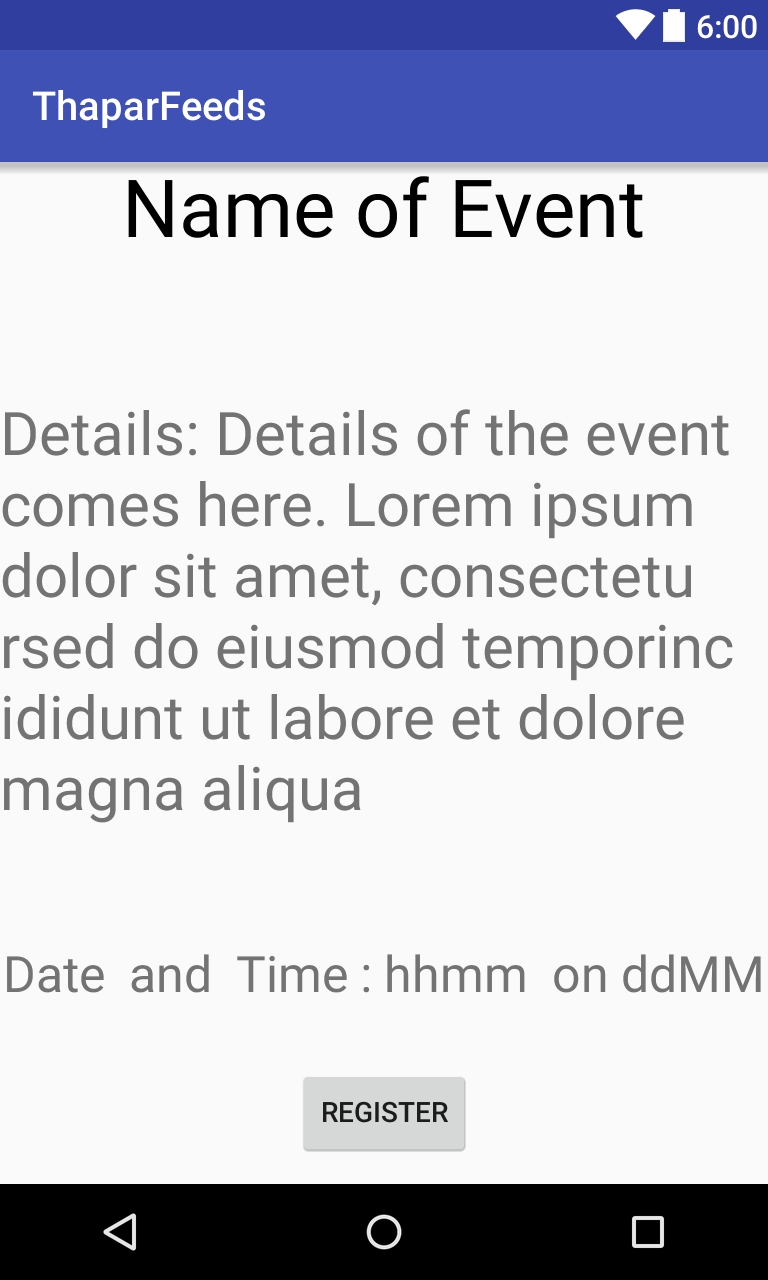 6:00
ThaparFeeds
Name of Event
Details: Details of the event
comes here. Lorem ipsum
dolor sit amet, consectetu
rsed do eiusmod temporinc
ididunt ut labore et dolore
magna aliqua
Date and Time : hhmm on ddMM
REGISTER